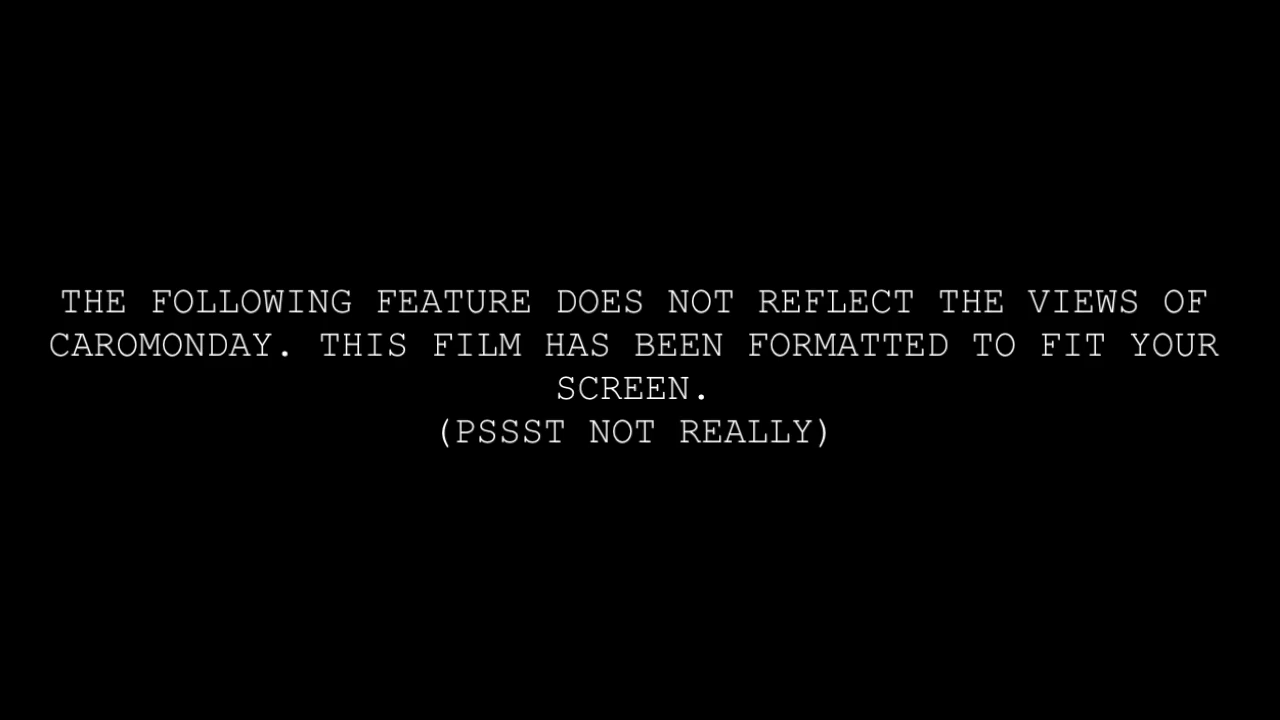 THE FOLLOWING FEATURE DOES NOT REFLECT THE VIEWS OF
CAROMONDAY. THIS FILM HAS BEEN FORMATTED TO FIT YOUR
SCREEN.
(PSSST NOT REALLY)